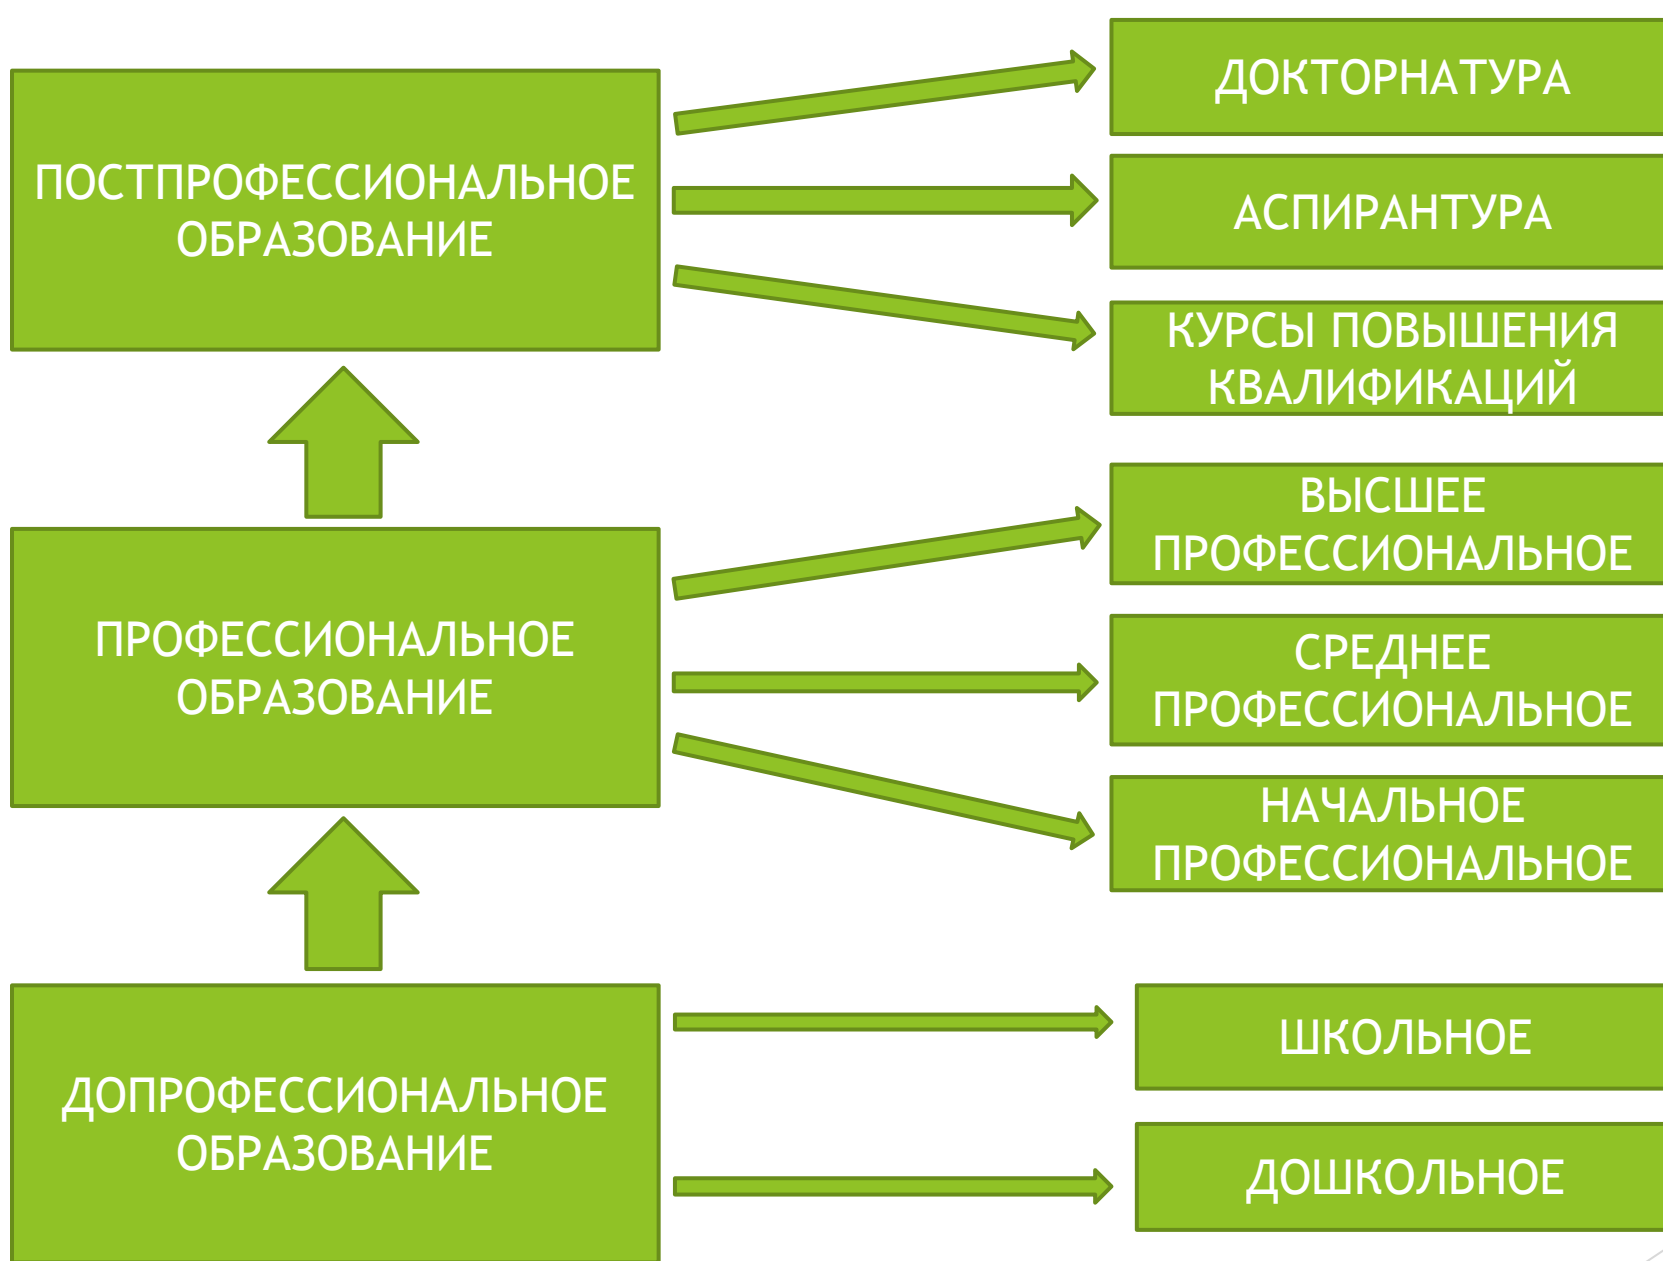 ПОСТПРОФЕССИОНАЛЬНОЕ
ОБРАЗОВАНИЕ
ДОКТОРНАТУРА
АСПИРАНТУРА
КУРСЫ ПОВЫШЕНИЯ
КВАЛИФИКАЦИЙ
ПРОФЕССИОНАЛЬНОЕ
ОБРАЗОВАНИЕ
ВЫСШЕЕ
ПРОФЕССИОНАЛЬНОЕ
СРЕДНЕЕ
ПРОФЕССИОНАЛЬНОЕ
НАЧАЛЬНОЕ
ПРОФЕССИОНАЛЬНОЕ
ДОПРОФЕССИОНАЛЬНОЕ
ОБРАЗОВАНИЕ
ШКОЛЬНОЕ
ДОШКОЛЬНОЕ